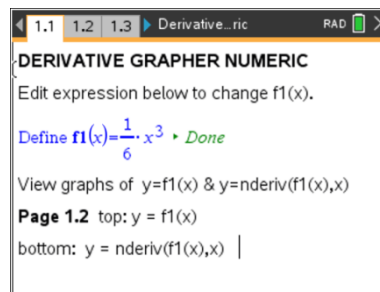 1.1 1.2 1.3 Derivative...ric RAD
DERIVATIVE GRAPHER NUMERIC
Edit expression below to change f1(x).
Define f1(x)=1/6·x³ ▸ Done
View graphs of y=f1(x) & y=nderiv(f1(x),x)
Page 1.2 top: y = f1(x)
bottom: y = nderiv(f1(x),x)